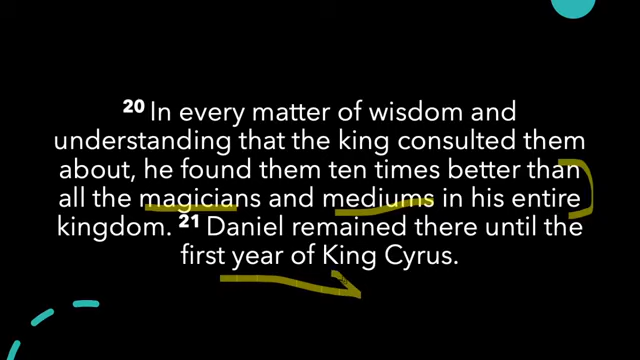 20 In every matter of wisdom and
understanding that the king consulted them
about, he found them ten times better than
all the magicians and mediums in his entire
kingdom. 21 Daniel remained there until the
first year of King Cyrus.